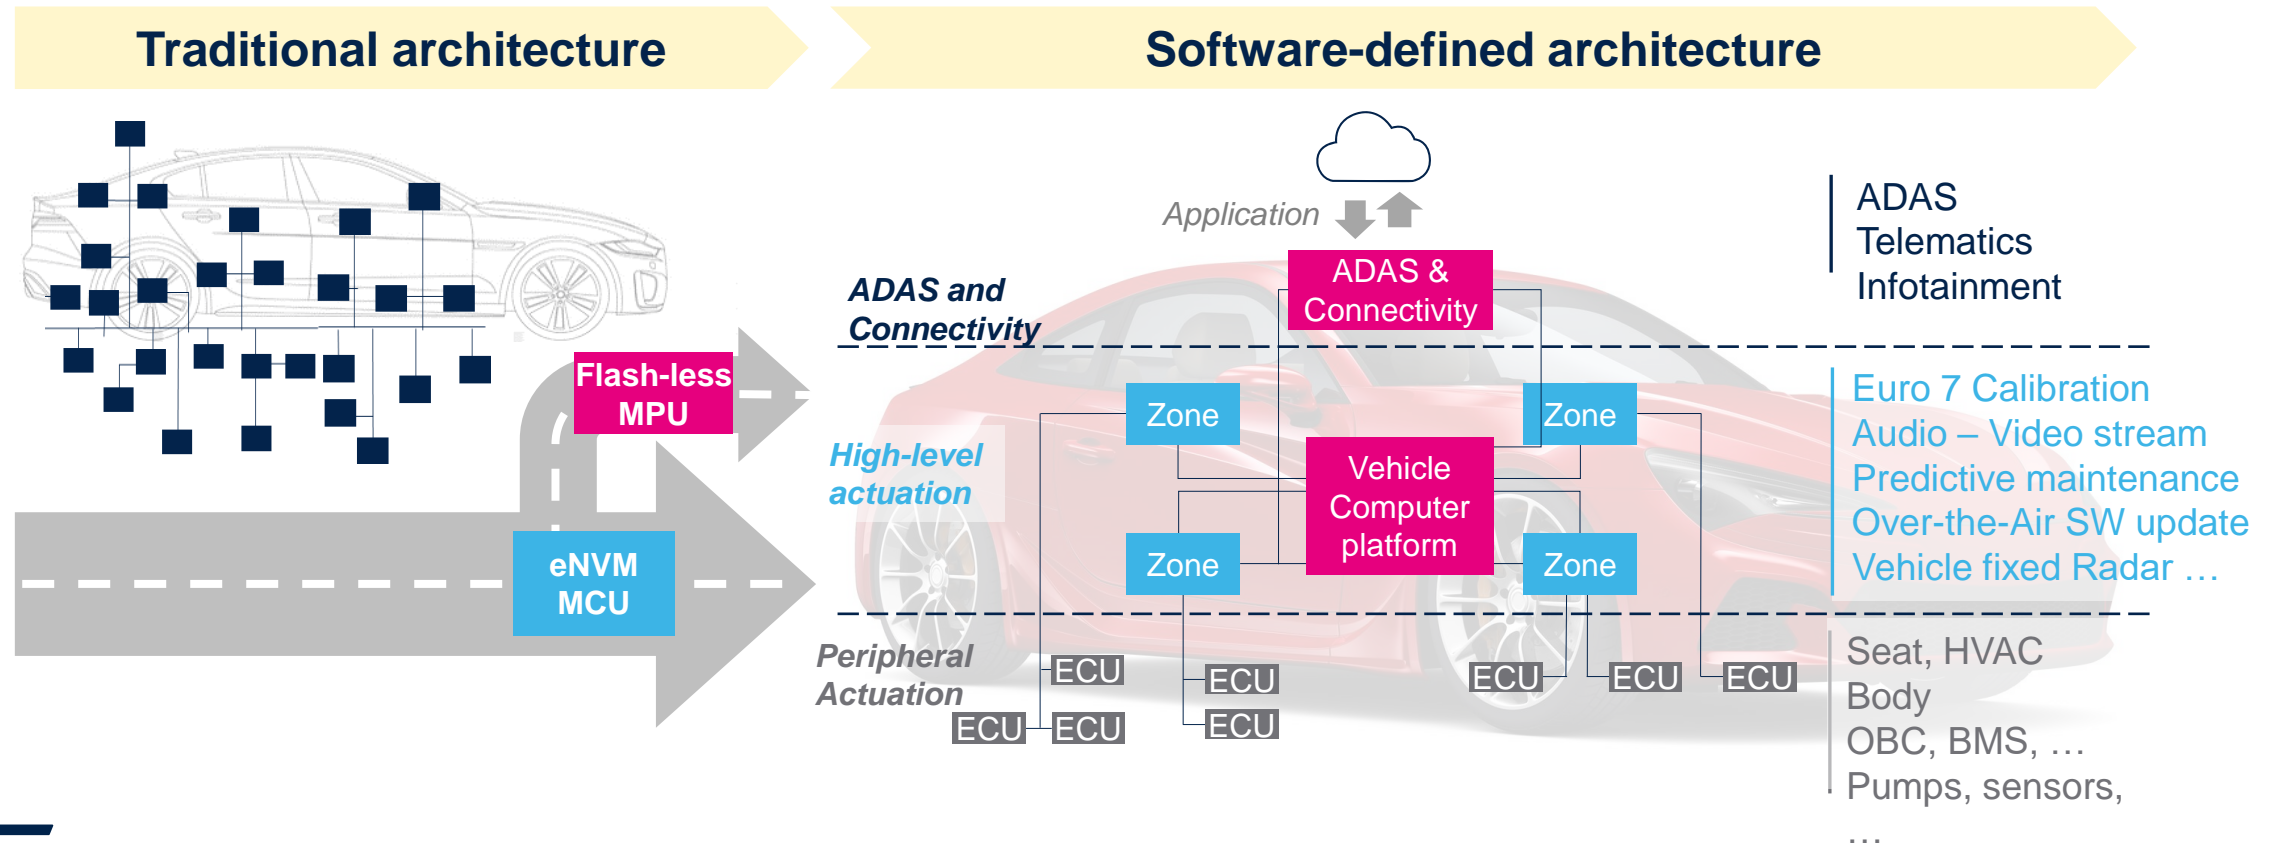 Traditional architecture
Software-defined architecture
Application
ADAS &
Connectivity
ADAS and
Connectivity
ADAS
Telematics
Infotainment
Flash-less
MPU
eNVM
MCU
High-level
actuation
Zone
Zone
Vehicle
Computer
platform
Zone
Zone
Euro 7 Calibration
Audio – Video stream
Predictive maintenance
Over-the-Air SW update
Vehicle fixed Radar …
Peripheral
Actuation
ECU
ECU
ECU
ECU
ECU
ECU
ECU
ECU
Seat, HVAC
Body
OBC, BMS, …
Pumps, sensors,
…